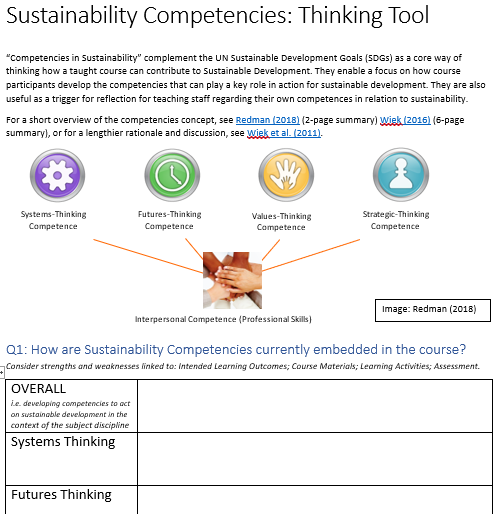 Sustainability Competencies: Thinking Tool
"Competencies in Sustainability" complement the UN Sustainable Development Goals (SDGs) as a core way of
thinking how a taught course can contribute to Sustainable Development. They enable a focus on how course
participants develop the competencies that can play a key role in action for sustainable development. They are also
useful as a trigger for reflection for teaching staff regarding their own competences in relation to sustainability.
For a short overview of the competencies concept, see Redman (2018) (2-page summary) Wiek (2016) (6-page
summary), or for a lengthier rationale and discussion, see Wiek et al. (2011).
Systems-Thinking Competence
Futures-Thinking Competence
Values-Thinking Competence
Strategic-Thinking Competence
Interpersonal Competence (Professional Skills)
Image: Redman (2018)
Q1: How are Sustainability Competencies currently embedded in the course?
Consider strengths and weaknesses linked to: Intended Learning Outcomes; Course Materials; Learning Activities; Assessment.
OVERALL
i.e. developing competencies to act
on sustainable development in the
context of the subject discipline
Systems Thinking
Futures Thinking